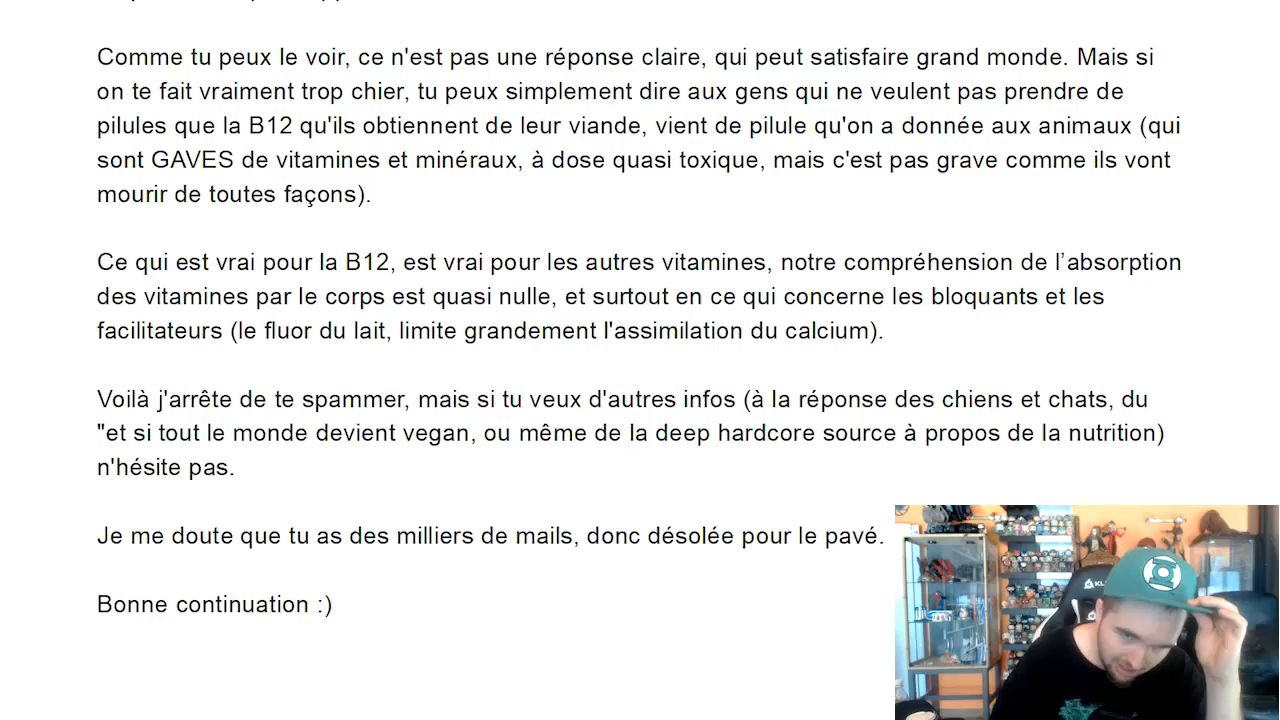 Comme tu peux le voir, ce n'est pas une réponse claire, qui peut satisfaire grand monde. Mais si
on te fait vraiment trop chier, tu peux simplement dire aux gens qui ne veulent pas prendre de
pilules que la B12 qu'ils obtiennent de leur viande, vient de pilule qu'on a donnée aux animaux (qui
sont GAVES de vitamines et minéraux, à dose quasi toxique, mais c'est pas grave comme ils vont
mourir de toutes façons).
Ce qui est vrai pour la B12, est vrai pour les autres vitamines, notre compréhension de l’absorption
des vitamines par le corps est quasi nulle, et surtout en ce qui concerne les bloquants et les
facilitateurs (le fluor du lait, limite grandement l'assimilation du calcium).
Voilà j'arrête de te spammer, mais si tu veux d'autres infos (à la réponse des chiens et chats, du
"et si tout le monde devient vegan, ou même de la deep hardcore source à propos de la nutrition)
n'hésite pas.
Je me doute que tu as des milliers de mails, donc désolée pour le pavé.
Bonne continuation :)